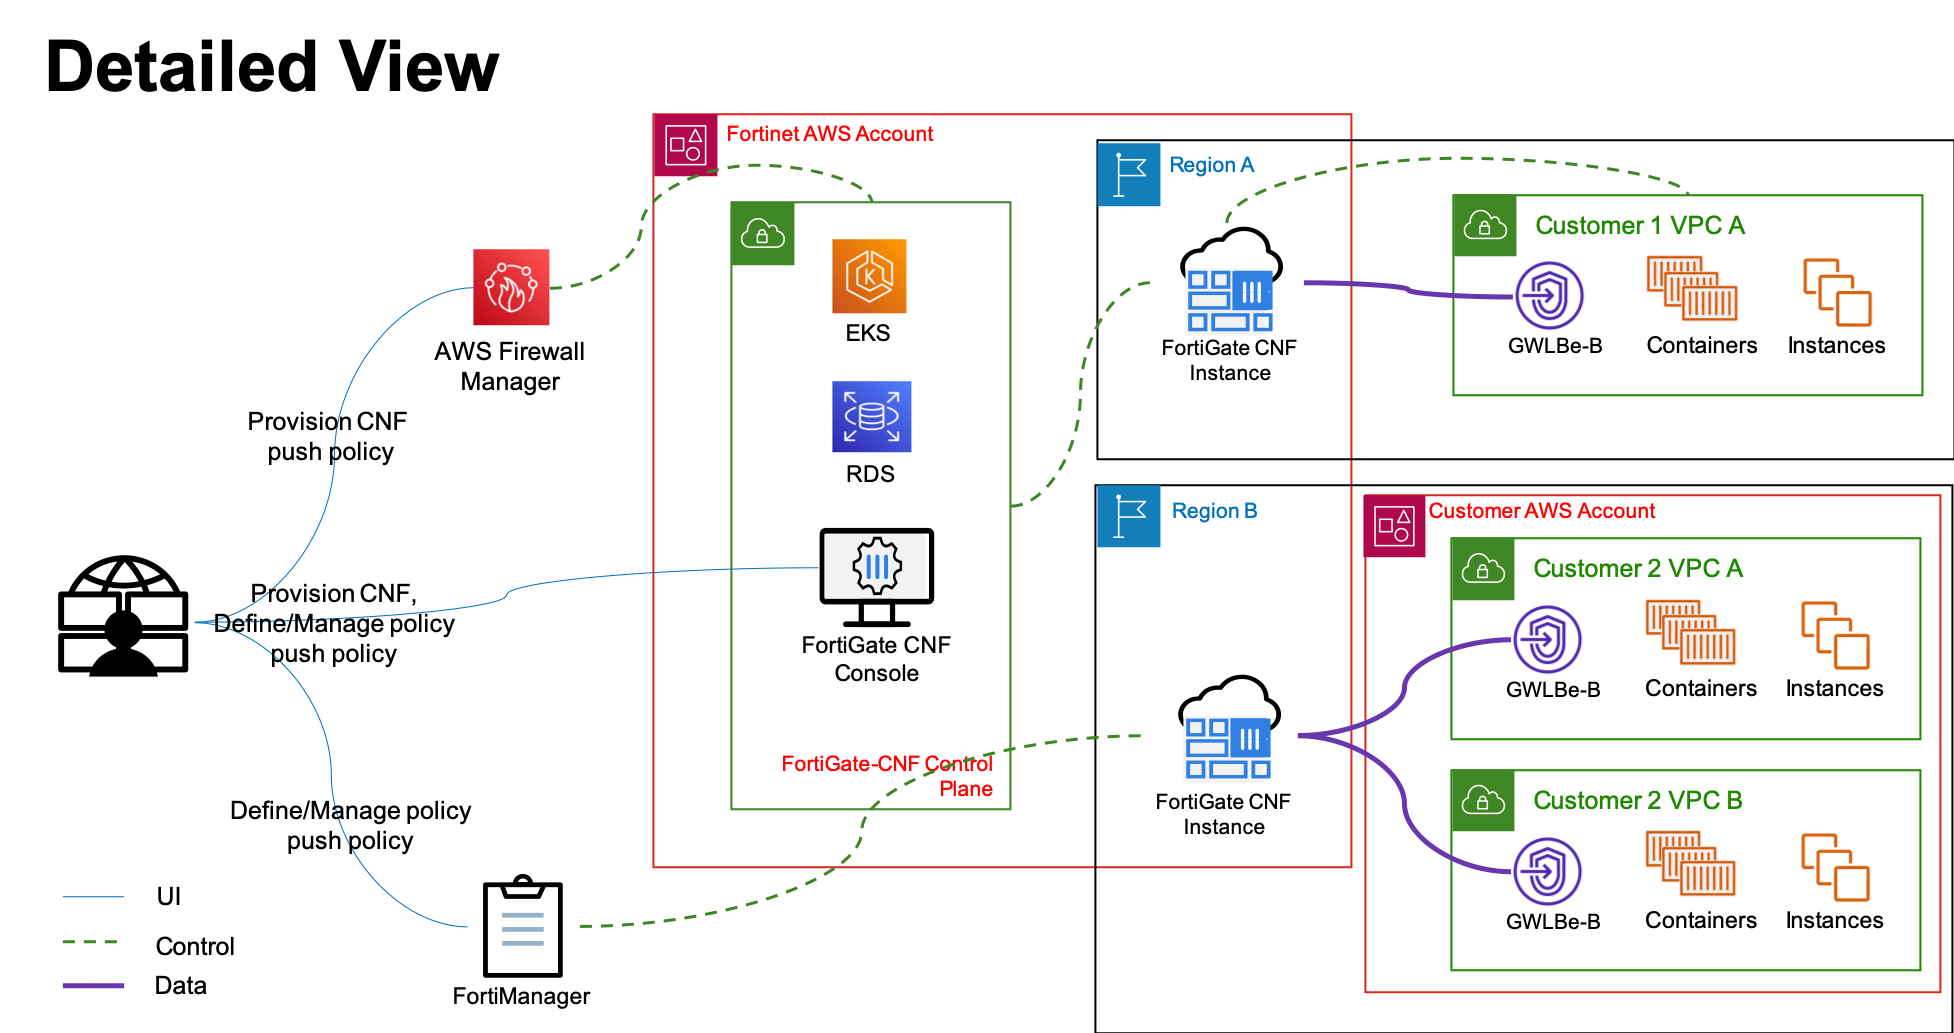 Detailed View
Fortinet AWS Account
Region A
Customer 1 VPC A
EKS
AWS Firewall
Manager
FortiGate CNF
Instance
GWLBe-B
Containers
Instances
Provision CNF
push policy
RDS
Region B
Customer AWS Account
Customer 2 VPC A
Provision CNF,
Define/Manage policy
push policy
FortiGate CNF
Console
GWLBe-B
Containers
Instances
FortiGate-CNF Control
Plane
FortiGate CNF
Instance
Customer 2 VPC B
Define/Manage policy
push policy
GWLBe-B
Containers
Instances
UI
Control
Data
FortiManager